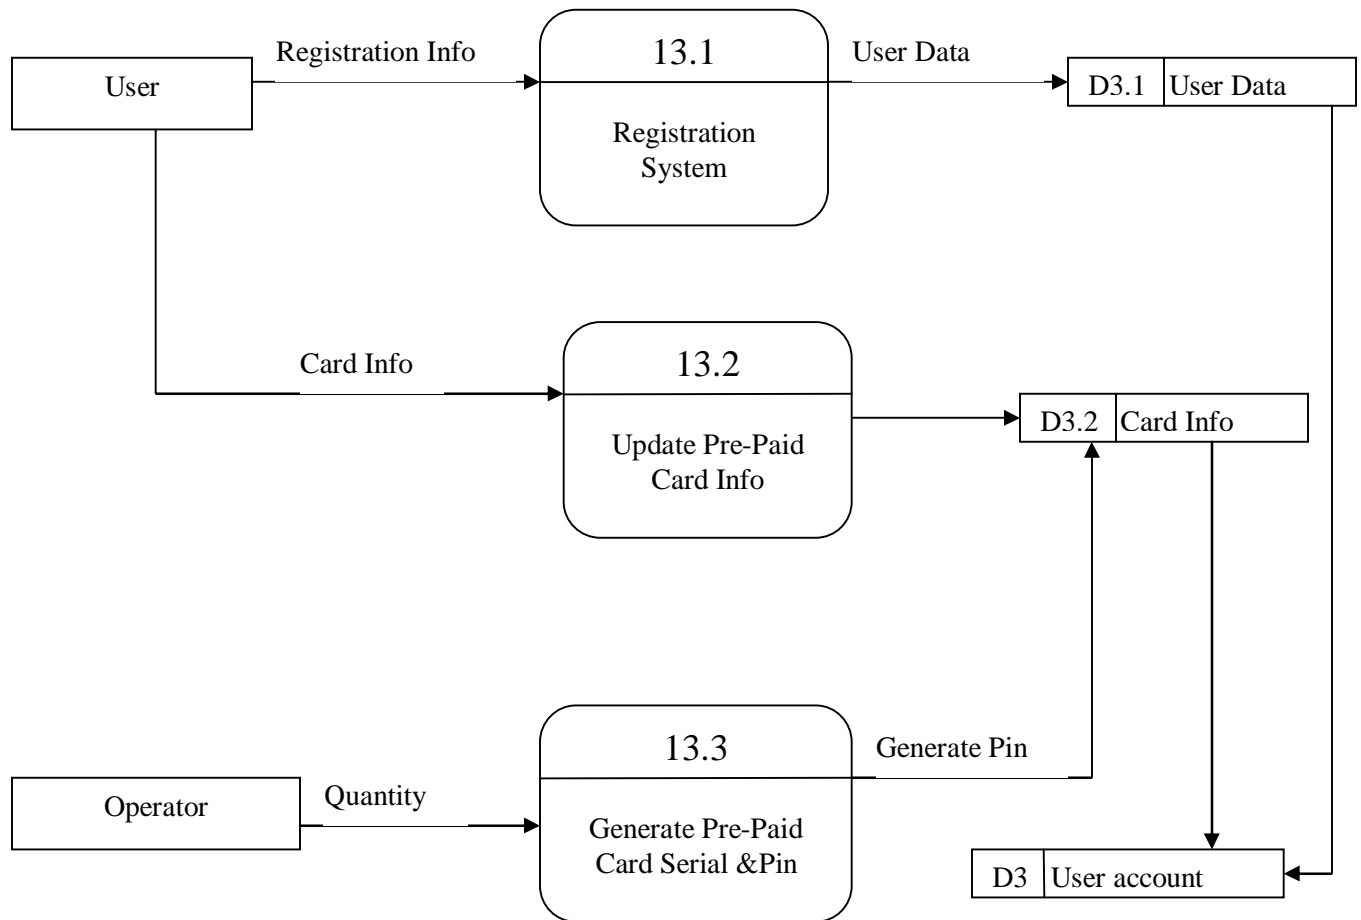 Registration Info
13.1
User Data
User
D3.1 User Data
Registration
System
Card Info
13.2
D3.2 Card Info
Update Pre-Paid
Card Info
13.3
Generate Pin
Operator
Quantity
Generate Pre-Paid
Card Serial &Pin
D3 User account